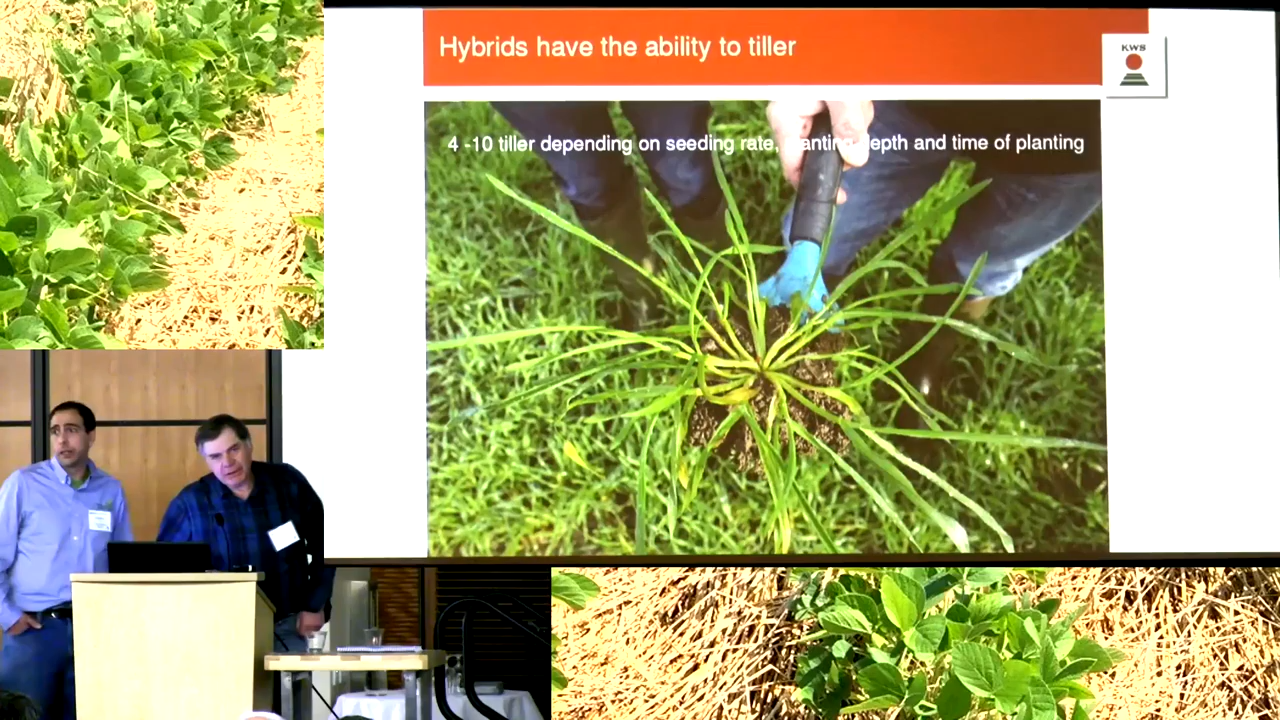 Hybrids have the ability to tiller
KWS
4 -10 tiller depending on seeding rate, planting depth and time of planting